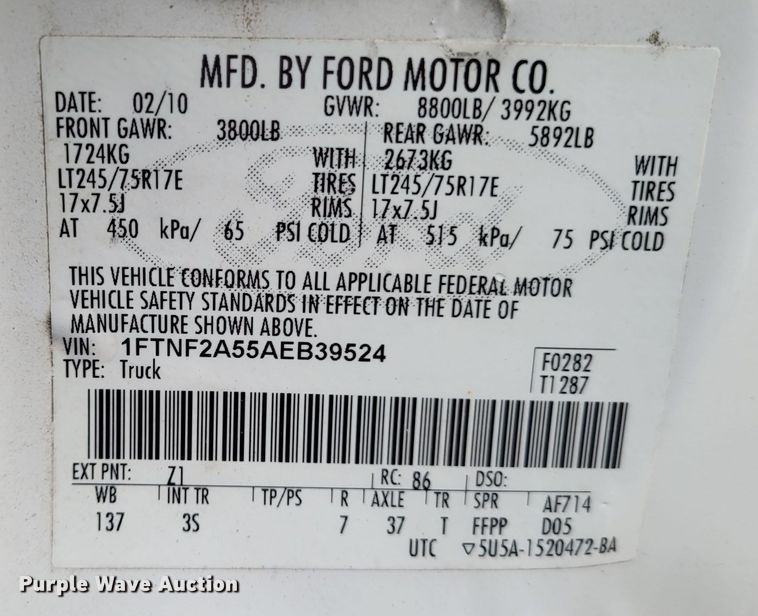 MFD. BY FORD MOTOR CO.
DATE: 02/10 GVWR: 8800LB/ 3992KG
FRONT GAWR: 3800LB REAR GAWR: 5892LB
1724KG WITH 2673KG WITH
LT245/75R17E TIRES LT245/75R17E TIRES
17x7.5J RIMS 17x7.5J RIMS
AT 450 kPa/ 65 PSI COLD AT 515 kPa/ 75 PSI COLD
THIS VEHICLE CONFORMS TO ALL APPLICABLE FEDERAL MOTOR
VEHICLE SAFETY STANDARDS IN EFFECT ON THE DATE OF
MANUFACTURE SHOWN ABOVE.
VIN: 1FTNF2A55AEB39524
TYPE: Truck
F0282
T1287
EXT PNT: Z1 RC: 86 DSO:
WB INT TR TP/PS R AXLE TR SPR AF714
137 3S 7 37 T FFPP D05
UTC ▽5U5A-1520472-BA
Purple Wave Auction